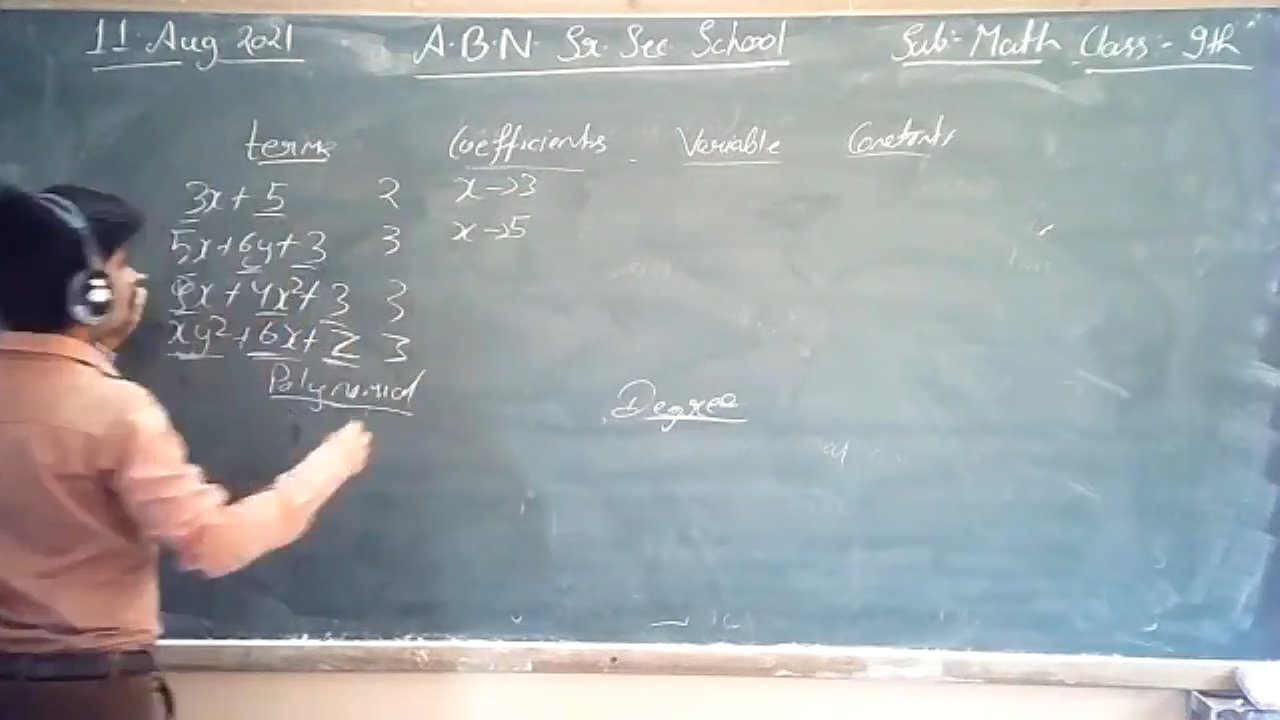 11 Aug 2021 A.B.N. Sr. Sec School Sub:- Math Class:- 9th
terms Coefficients Variable Constants
3x + 5 2 x→3
5x + 6y + 3 3 x→5
x + 4x² + 3 3
xy² + 6x + 2 3
Polynomial
Degree